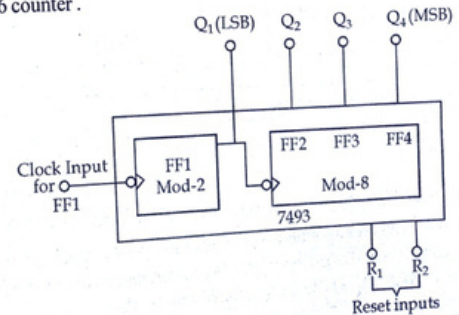 6 counter.
Q1(LSB) Q2 Q3 Q4(MSB)
FF1
Mod-2
FF2 FF3 FF4
Mod-8
Clock Input
for
FF1
7493
R1 R2
Reset inputs